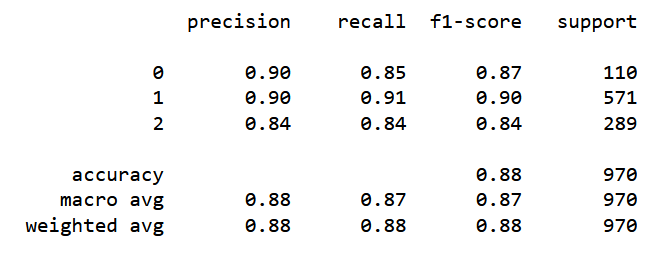 precision recall f1-score support
0 0.90 0.85 0.87 110
1 0.90 0.91 0.90 571
2 0.84 0.84 0.84 289
accuracy 0.88 970
macro avg 0.88 0.87 0.87 970
weighted avg 0.88 0.88 0.88 970